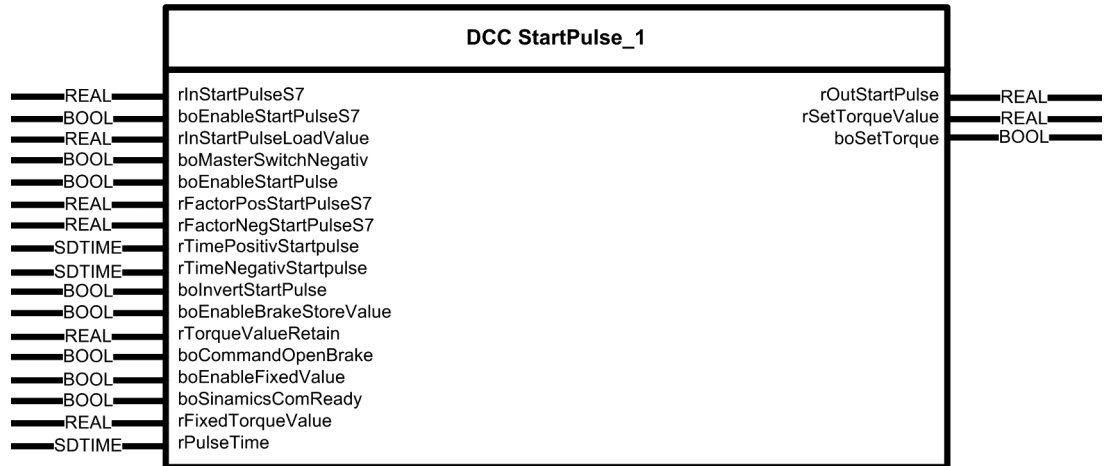 DCC StartPulse_1
REAL rInStartPulseS7 rOutStartPulse REAL
BOOL boEnableStartPulseS7 rSetTorqueValue REAL
REAL rInStartPulseLoadValue boSetTorque BOOL
BOOL boMasterSwitchNegativ
BOOL boEnableStartPulse
REAL rFactorPosStartPulseS7
REAL rFactorNegStartPulseS7
SDTIME rTimePositivStartpulse
SDTIME rTimeNegativStartpulse
BOOL boInvertStartPulse
BOOL boEnableBrakeStoreValue
REAL rTorqueValueRetain
BOOL boCommandOpenBrake
BOOL boEnableFixedValue
BOOL boSinamicsComReady
REAL rFixedTorqueValue
SDTIME rPulseTime